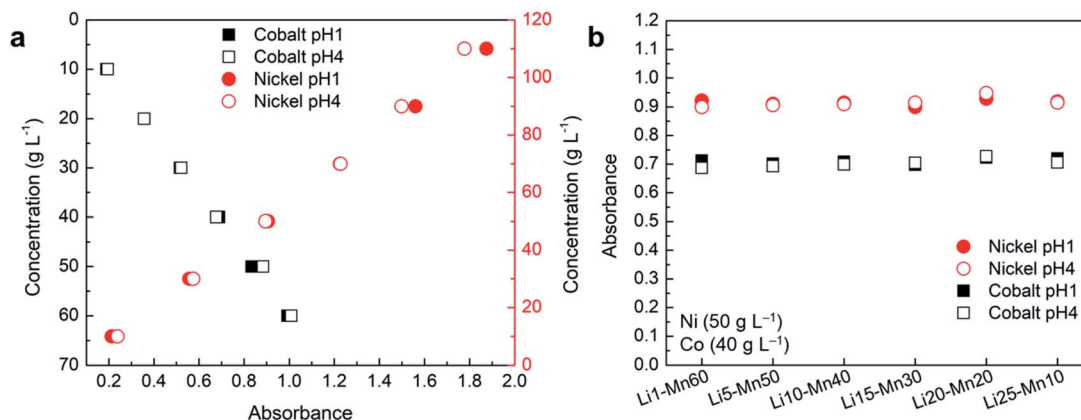 a
Cobalt pH1
Cobalt pH4
Nickel pH1
Nickel pH4
Concentration (g L⁻¹)
0
10
20
30
40
50
60
70
0.2 0.4 0.6 0.8 1.0 1.2 1.4 1.6 1.8 2.0
Absorbance
120
100
80
60
40
20
0
Concentration (g L⁻¹)
b
Absorbance
1.2
1.1
1.0
0.9
0.8
0.7
0.6
0.5
0.4
0.3
0.2
0.1
0.0
Nickel pH1
Nickel pH4
Cobalt pH1
Cobalt pH4
Ni (50 g L⁻¹)
Co (40 g L⁻¹)
Li1-Mn60 Li5-Mn50 Li10-Mn40 Li15-Mn30 Li20-Mn20 Li25-Mn10